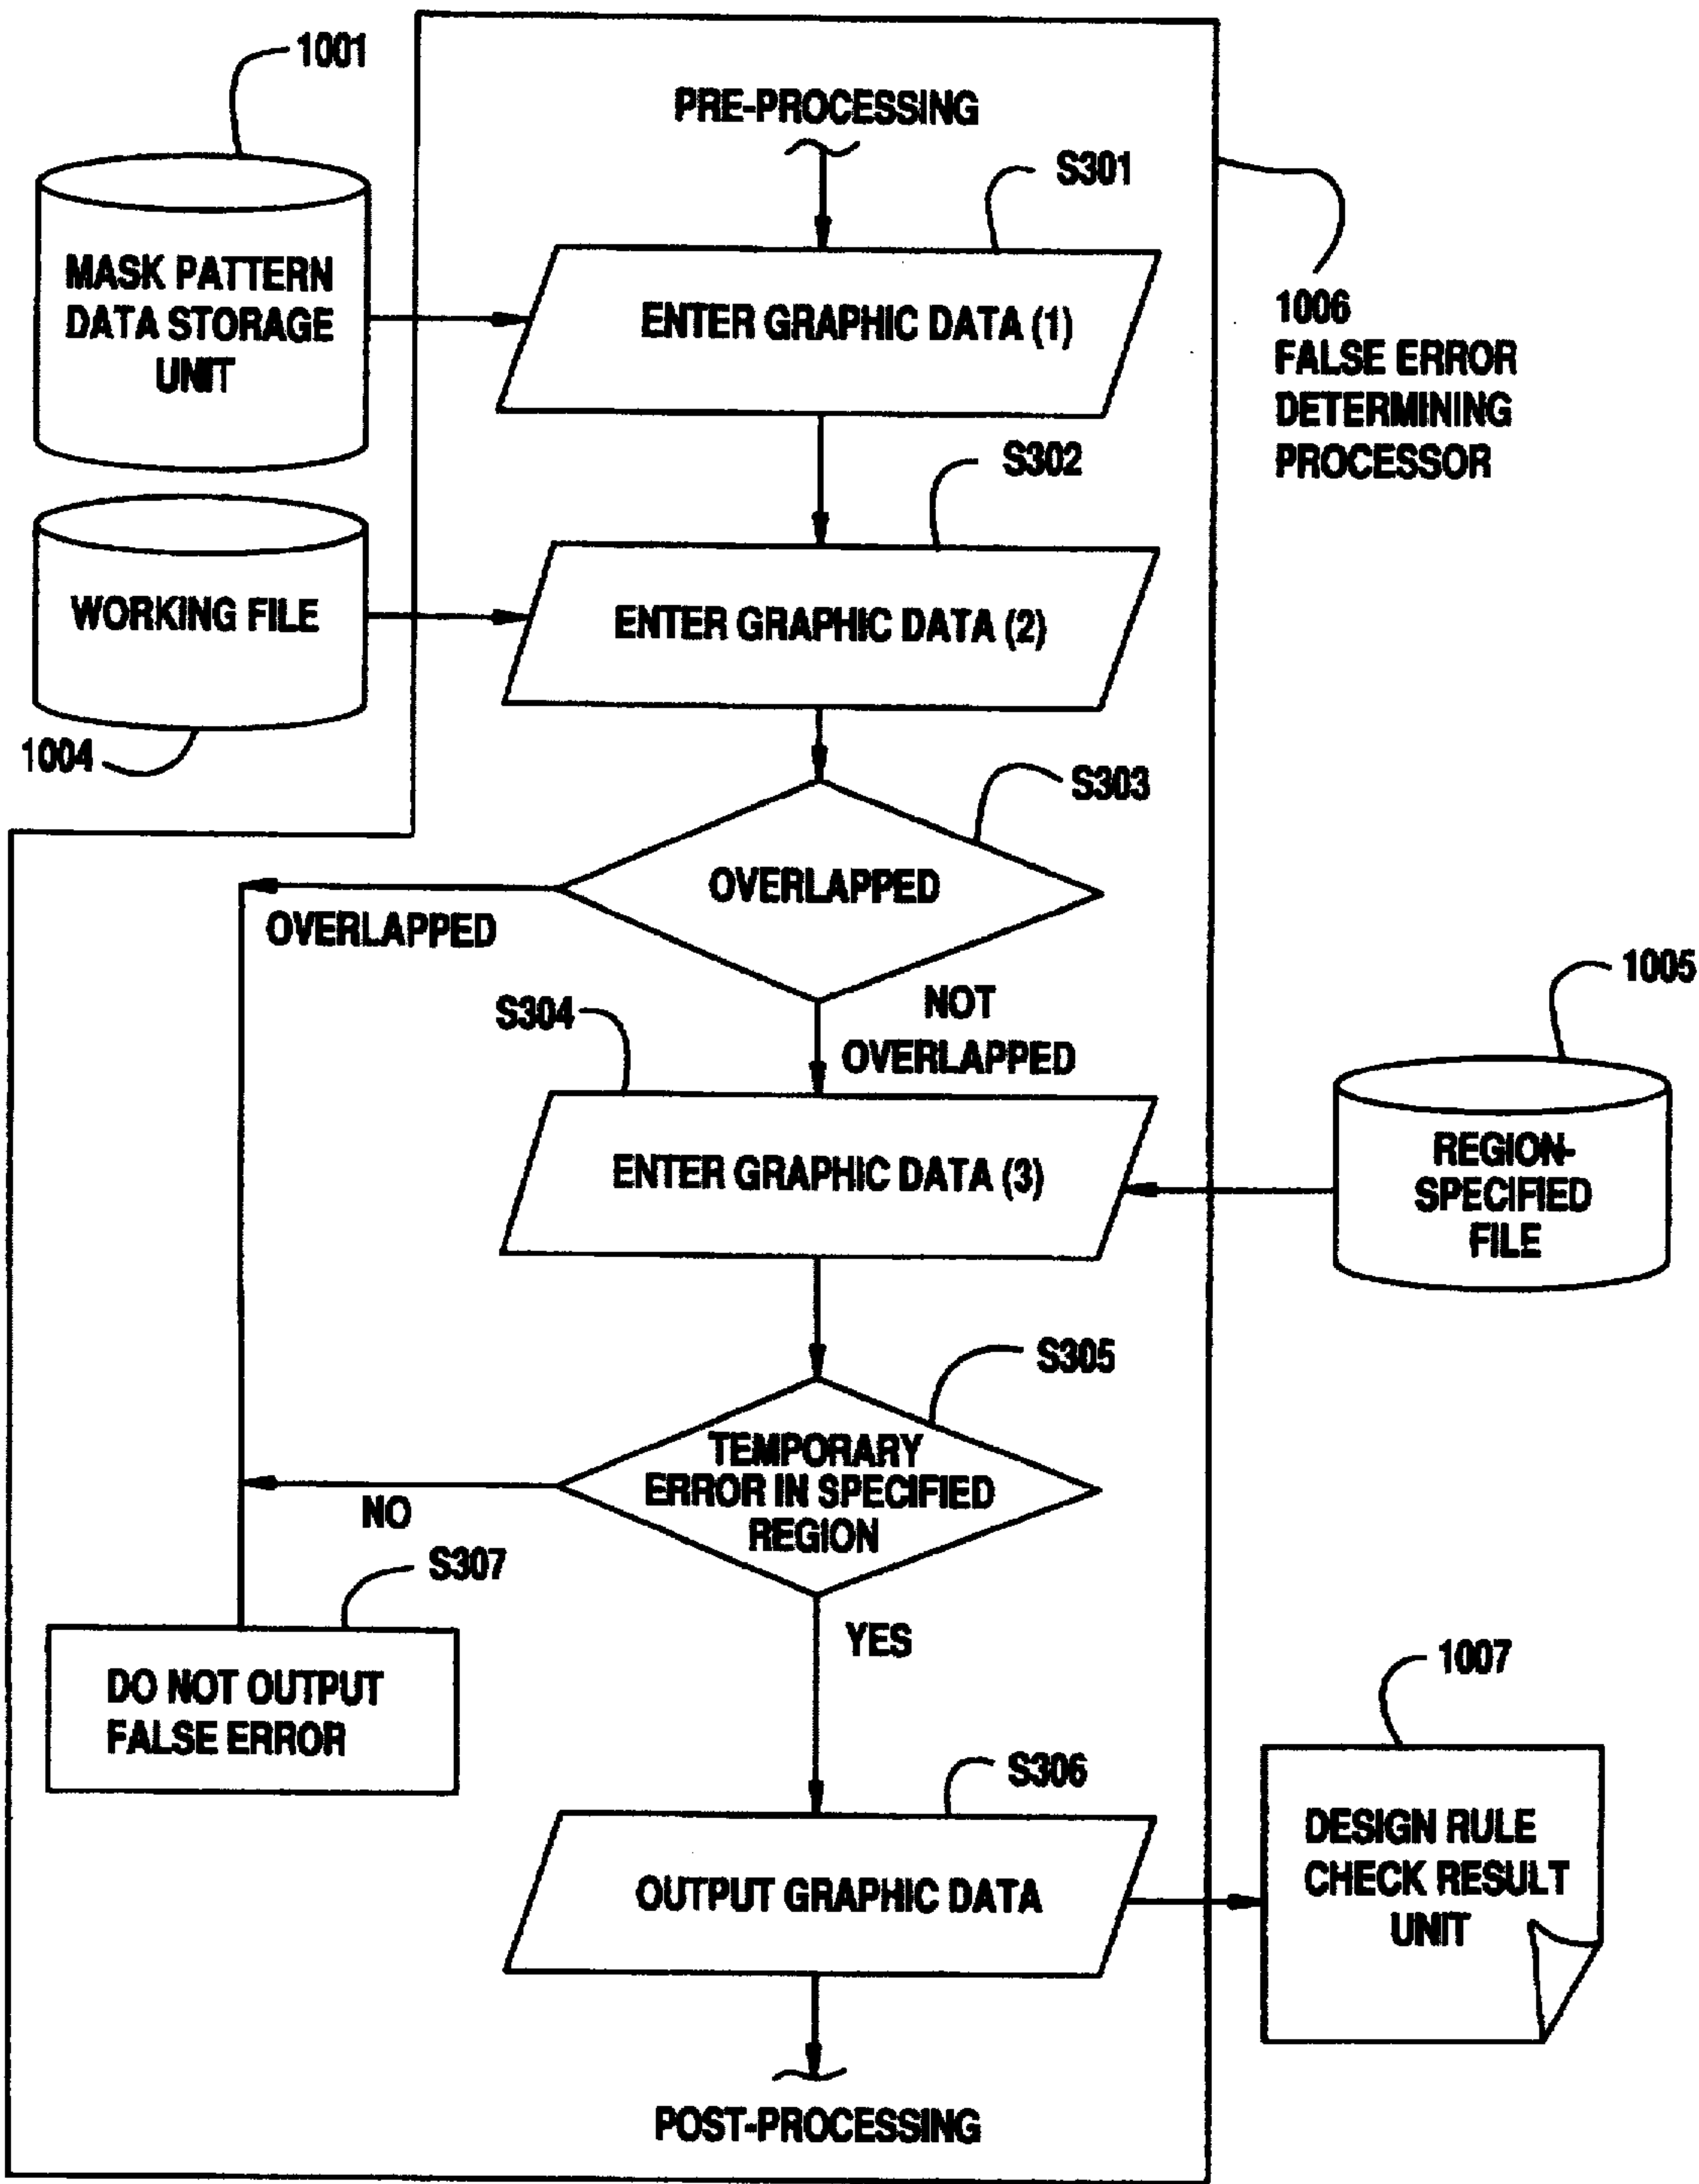 1001
PRE-PROCESSING
S301
MASK PATTERN
DATA STORAGE
UNIT
ENTER GRAPHIC DATA (1)
1006
FALSE ERROR
DETERMINING
PROCESSOR
S302
WORKING FILE
ENTER GRAPHIC DATA (2)
1004
S303
OVERLAPPED
OVERLAPPED
1005
S304
NOT
OVERLAPPED
ENTER GRAPHIC DATA (3)
REGION-
SPECIFIED
FILE
S305
TEMPORARY
ERROR IN SPECIFIED
REGION
NO
S307
YES
DO NOT OUTPUT
FALSE ERROR
1007
S306
OUTPUT GRAPHIC DATA
DESIGN RULE
CHECK RESULT
UNIT
POST-PROCESSING